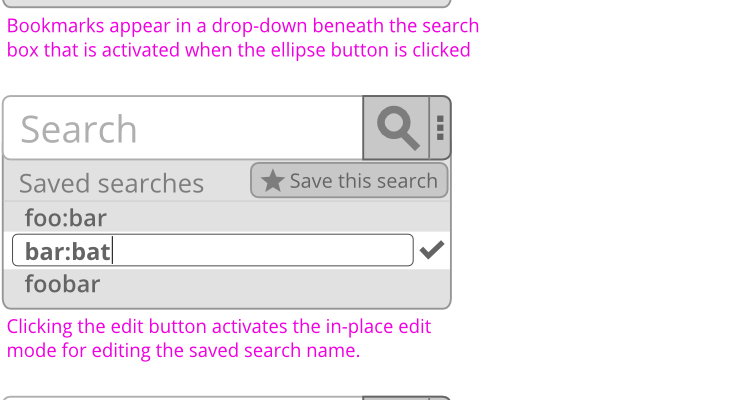 Bookmarks appear in a drop-down beneath the search
box that is activated when the ellipse button is clicked
Search
Saved searches
Save this search
foo:bar
bar:bat
foobar
Clicking the edit button activates the in-place edit
mode for editing the saved search name.